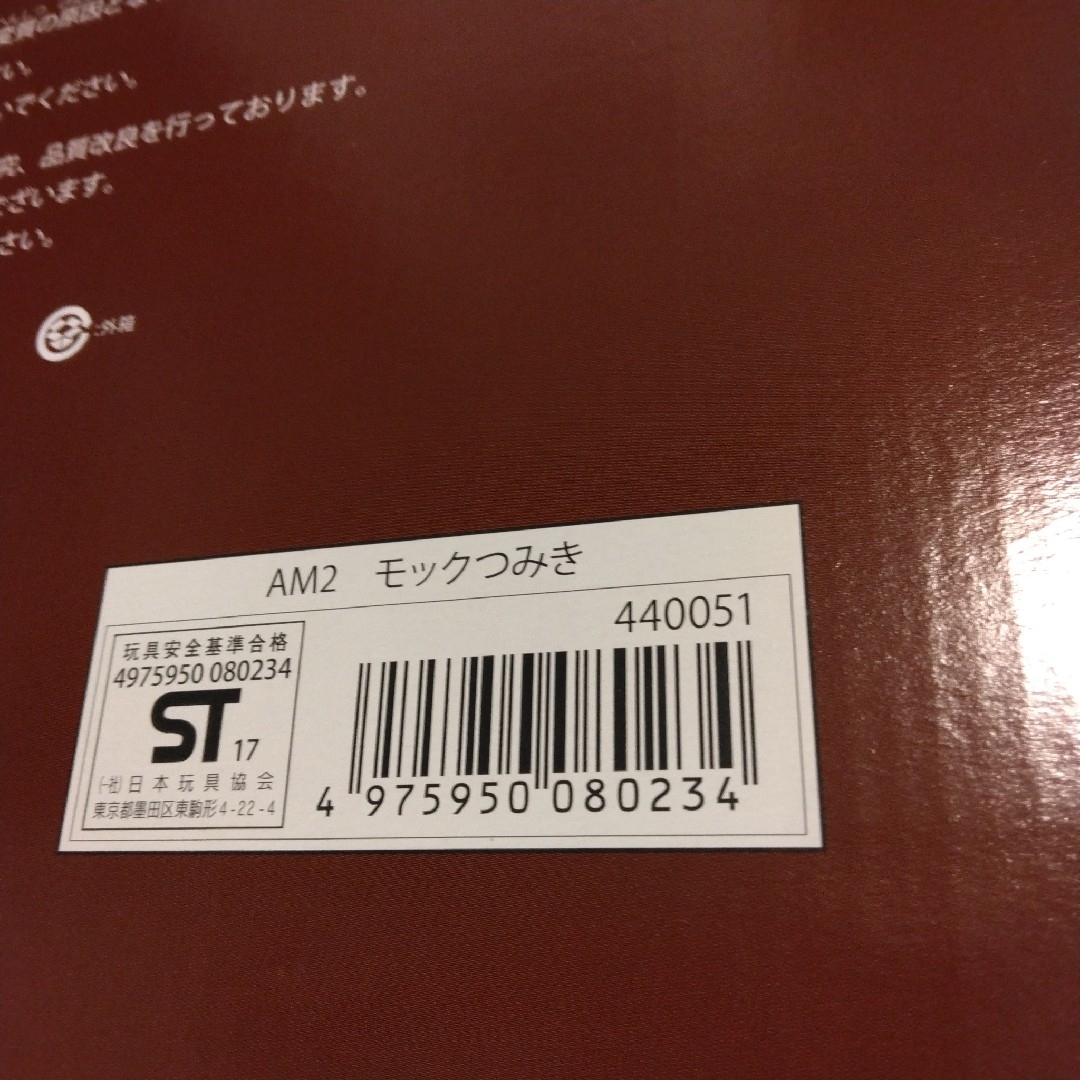 い。
いでください。
品質改良を行っております。
ございます。
さい。
:外箱
AM2 モックつみき
440051
玩具安全基準合格
4975950 080234
ST 17
(一社)日本玩具協会
東京都墨田区東駒形4-22-4
4 975950 080234